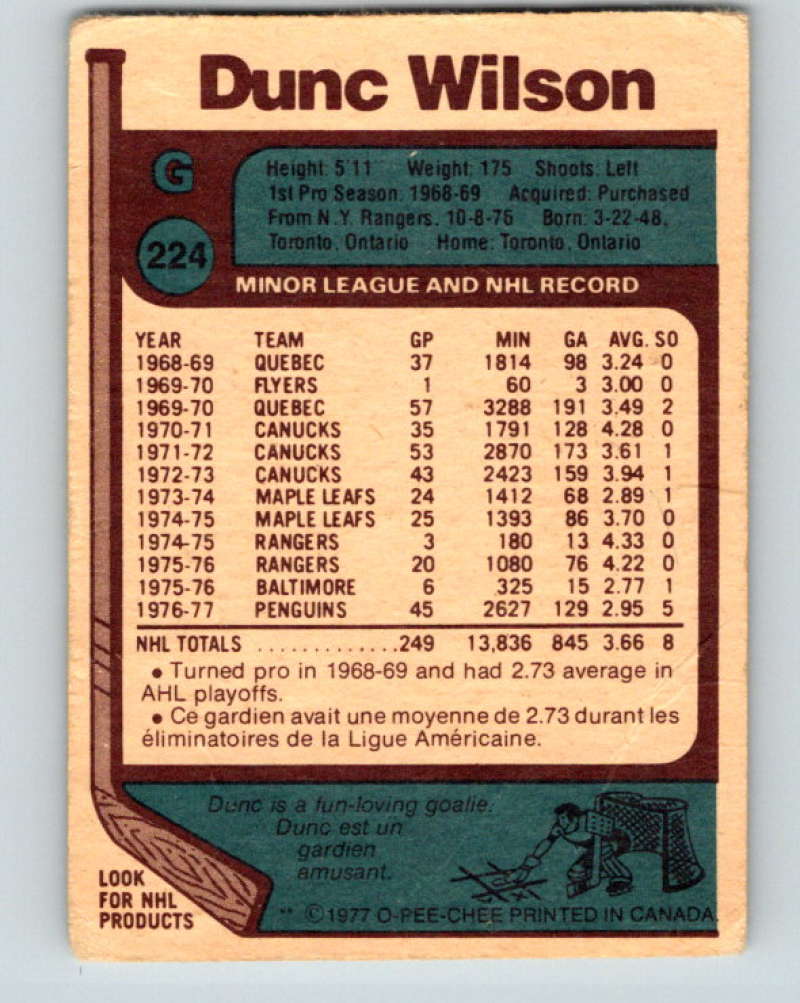 Dunc Wilson
G
Height: 5'11 Weight: 175 Shoots: Left
1st Pro Season: 1968-69 Acquired: Purchased
From N.Y. Rangers, 10-8-76 Born: 3-22-48,
Toronto, Ontario Home: Toronto, Ontario
224
MINOR LEAGUE AND NHL RECORD
YEAR TEAM GP MIN GA AVG. SO
1968-69 QUEBEC 37 1814 98 3.24 0
1969-70 FLYERS 1 60 3 3.00 0
1969-70 QUEBEC 57 3288 191 3.49 2
1970-71 CANUCKS 35 1791 128 4.28 0
1971-72 CANUCKS 53 2870 173 3.61 1
1972-73 CANUCKS 43 2423 159 3.94 1
1973-74 MAPLE LEAFS 24 1412 68 2.89 1
1974-75 MAPLE LEAFS 25 1393 86 3.70 0
1974-75 RANGERS 3 180 13 4.33 0
1975-76 RANGERS 20 1080 76 4.22 0
1975-76 BALTIMORE 6 325 15 2.77 1
1976-77 PENGUINS 45 2627 129 2.95 5
NHL TOTALS .............249 13,836 845 3.66 8
• Turned pro in 1968-69 and had 2.73 average in
AHL playoffs.
• Ce gardien avait une moyenne de 2.73 durant les
éliminatoires de la Ligue Américaine.
Dunc is a fun-loving goalie.
Dunc est un
gardien
amusant.
LOOK
FOR NHL
PRODUCTS
** ©1977 O-PEE-CHEE PRINTED IN CANADA.